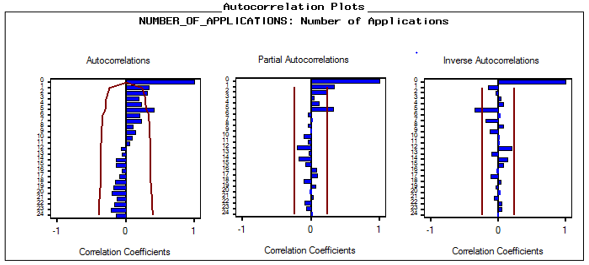 Autocorrelation Plots
NUMBER_OF_APPLICATIONS: Number of Applications
Autocorrelations
Partial Autocorrelations
Inverse Autocorrelations
-1 0 1
-1 0 1
-1 0 1
Correlation Coefficients
Correlation Coefficients
Correlation Coefficients